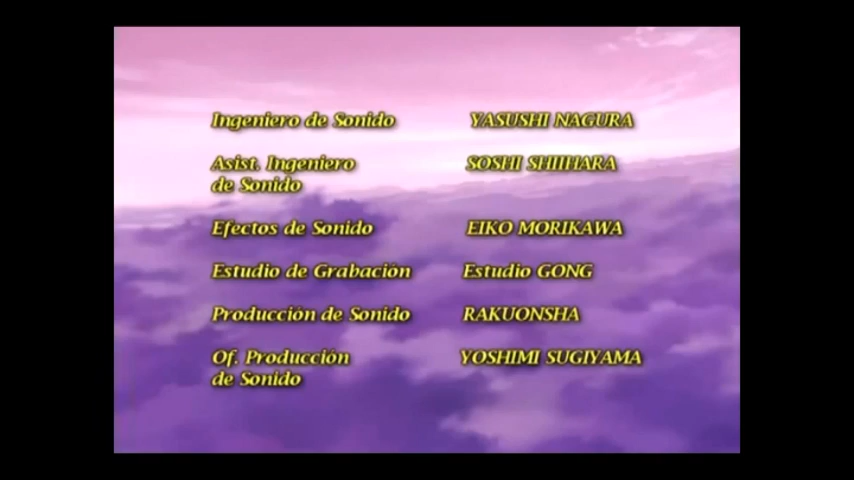 Ingeniero de Sonido YASUSHI NAGURA
Asist. Ingeniero SOSHI SHIIHARA
de Sonido
Efectos de Sonido EIKO MORIKAWA
Estudio de Grabación Estudio GONG
Producción de Sonido RAKUONSHA
Of. Producción YOSHIMI SUGIYAMA
de Sonido